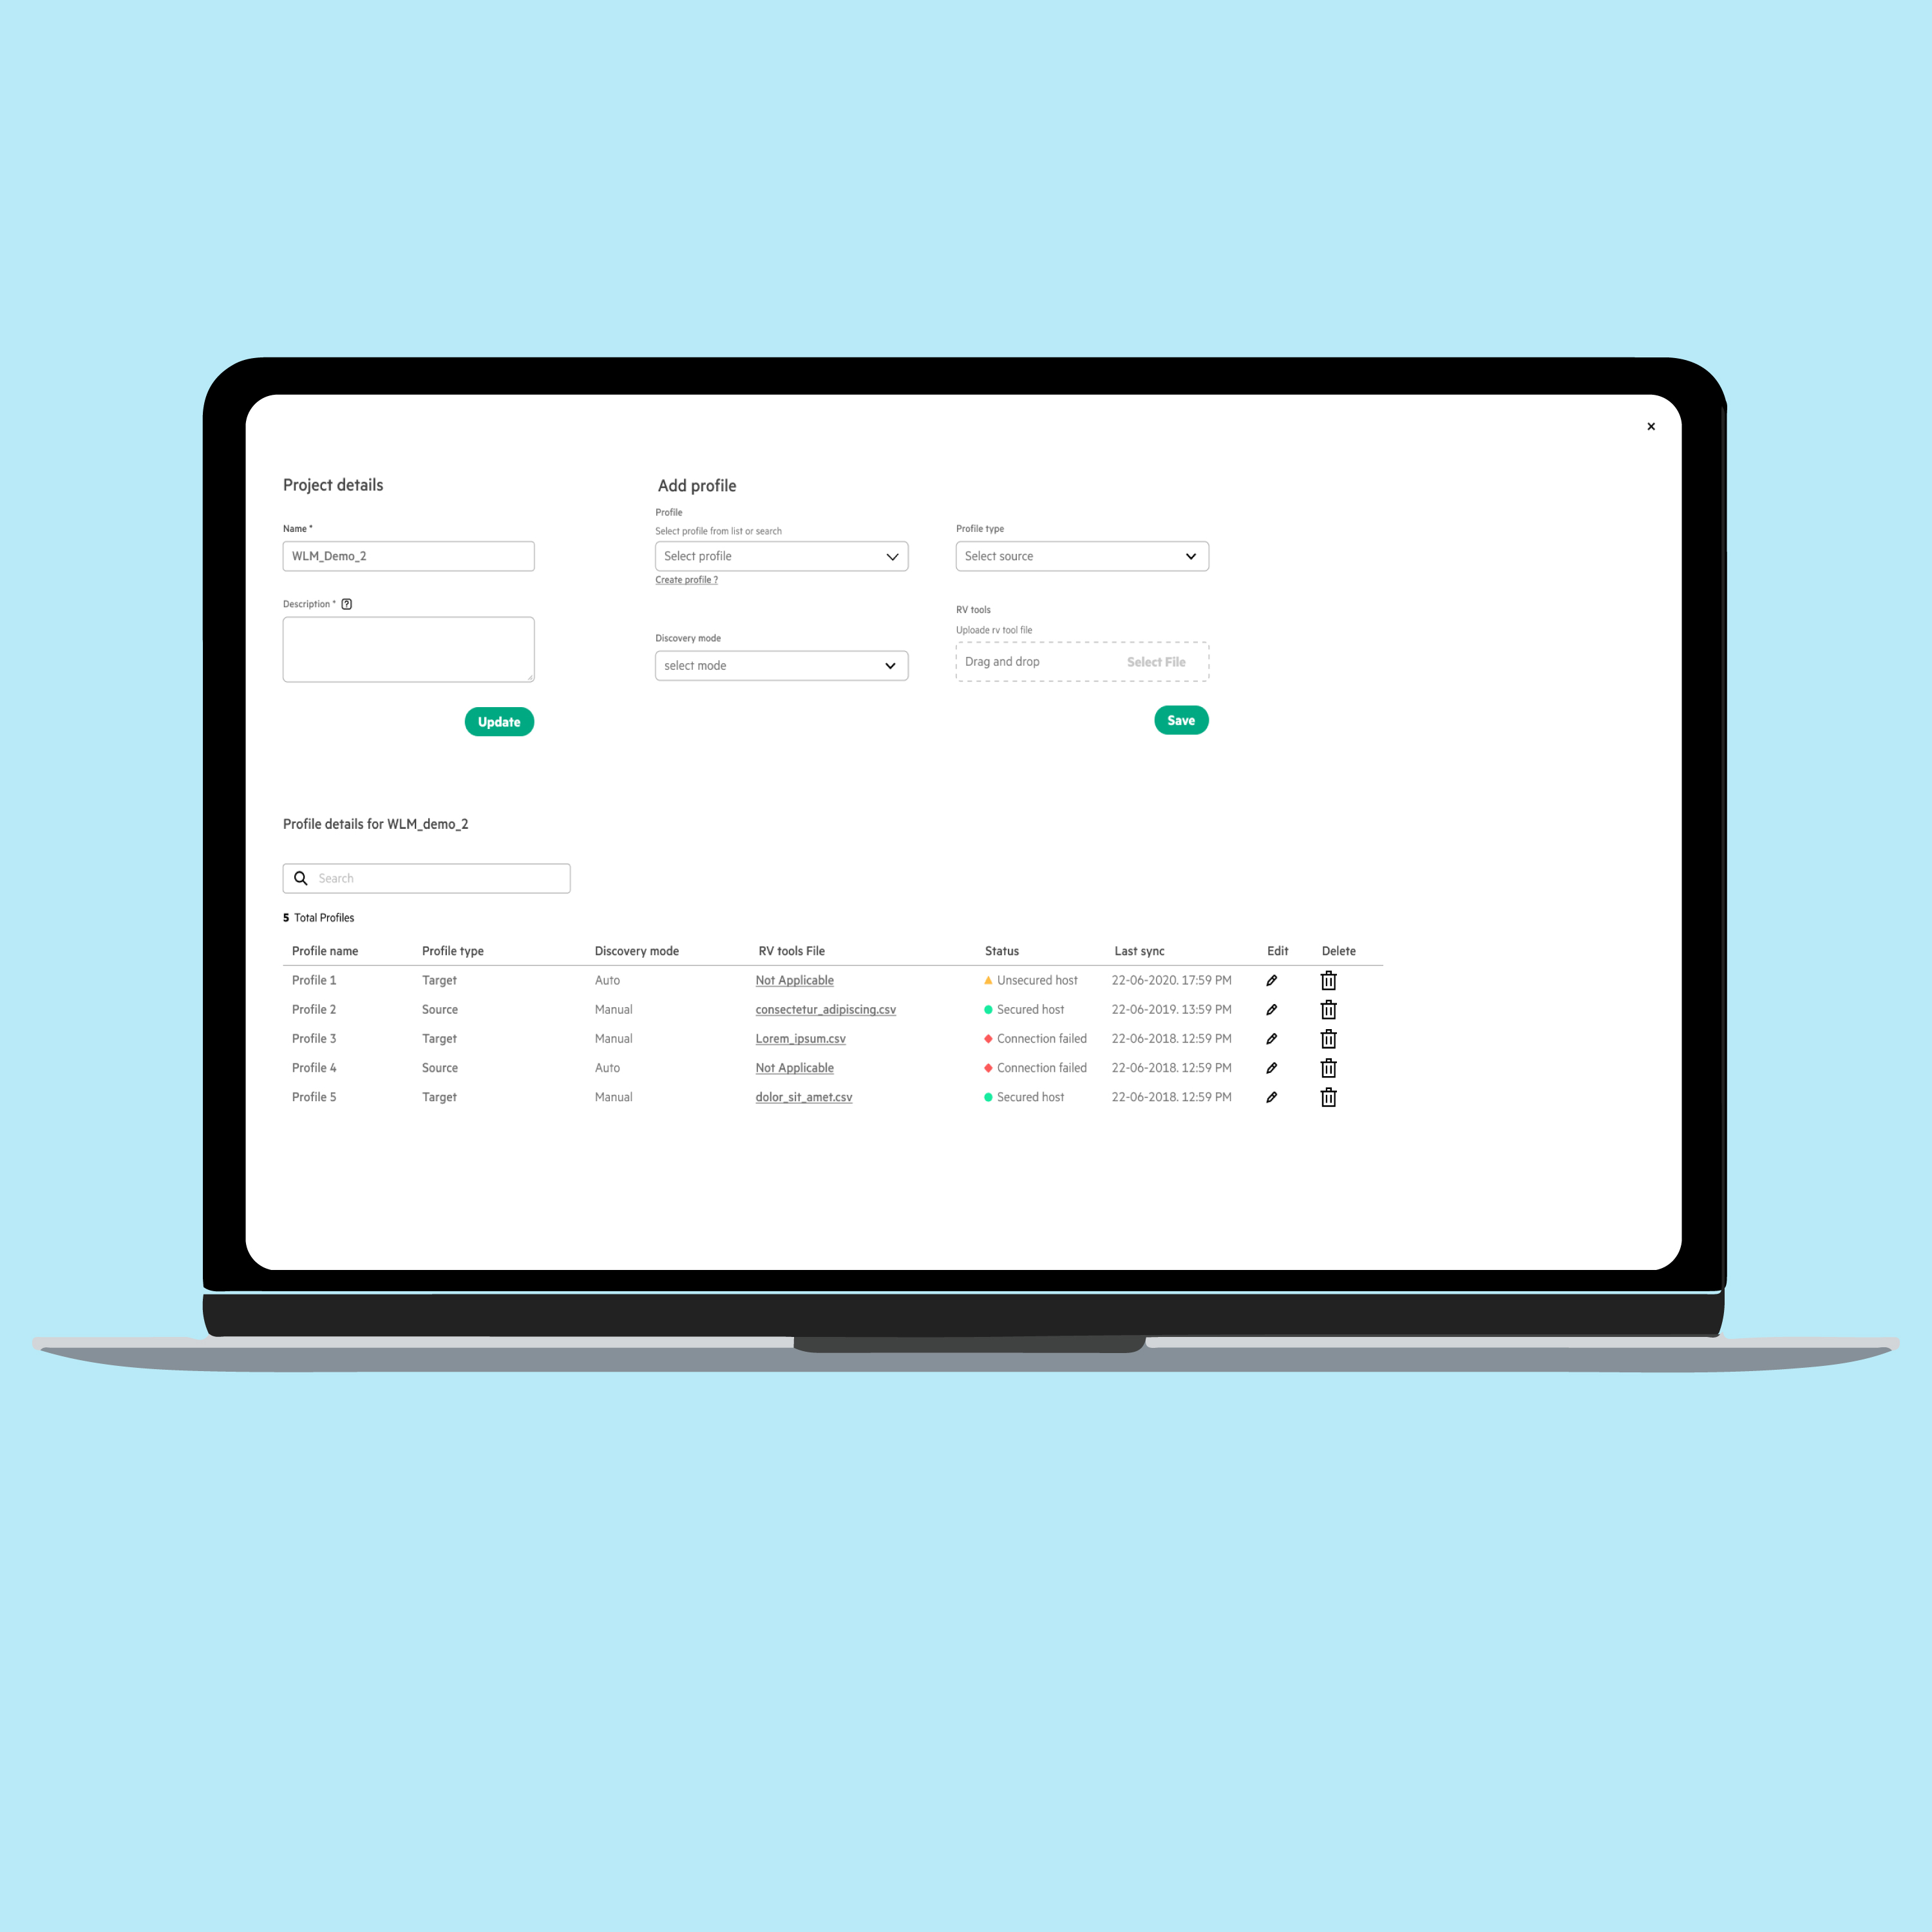 ×
Project details
Name *
WLM_Demo_2
Description * ?
Update
Add profile
Profile
Select profile from list or search
Select profile
Create profile ?
Profile type
Select source
Discovery mode
select mode
RV tools
Uploade rv tool file
Drag and drop Select File
Save
Profile details for WLM_demo_2
Search
5 Total Profiles
Profile name Profile type Discovery mode RV tools File Status Last sync Edit Delete
Profile 1 Target Auto Not Applicable Unsecured host 22-06-2020. 17:59 PM
Profile 2 Source Manual consectetur_adipiscing.csv Secured host 22-06-2019. 13:59 PM
Profile 3 Target Manual Lorem_ipsum.csv Connection failed 22-06-2018. 12:59 PM
Profile 4 Source Auto Not Applicable Connection failed 22-06-2018. 12:59 PM
Profile 5 Target Manual dolor_sit_amet.csv Secured host 22-06-2018. 12:59 PM